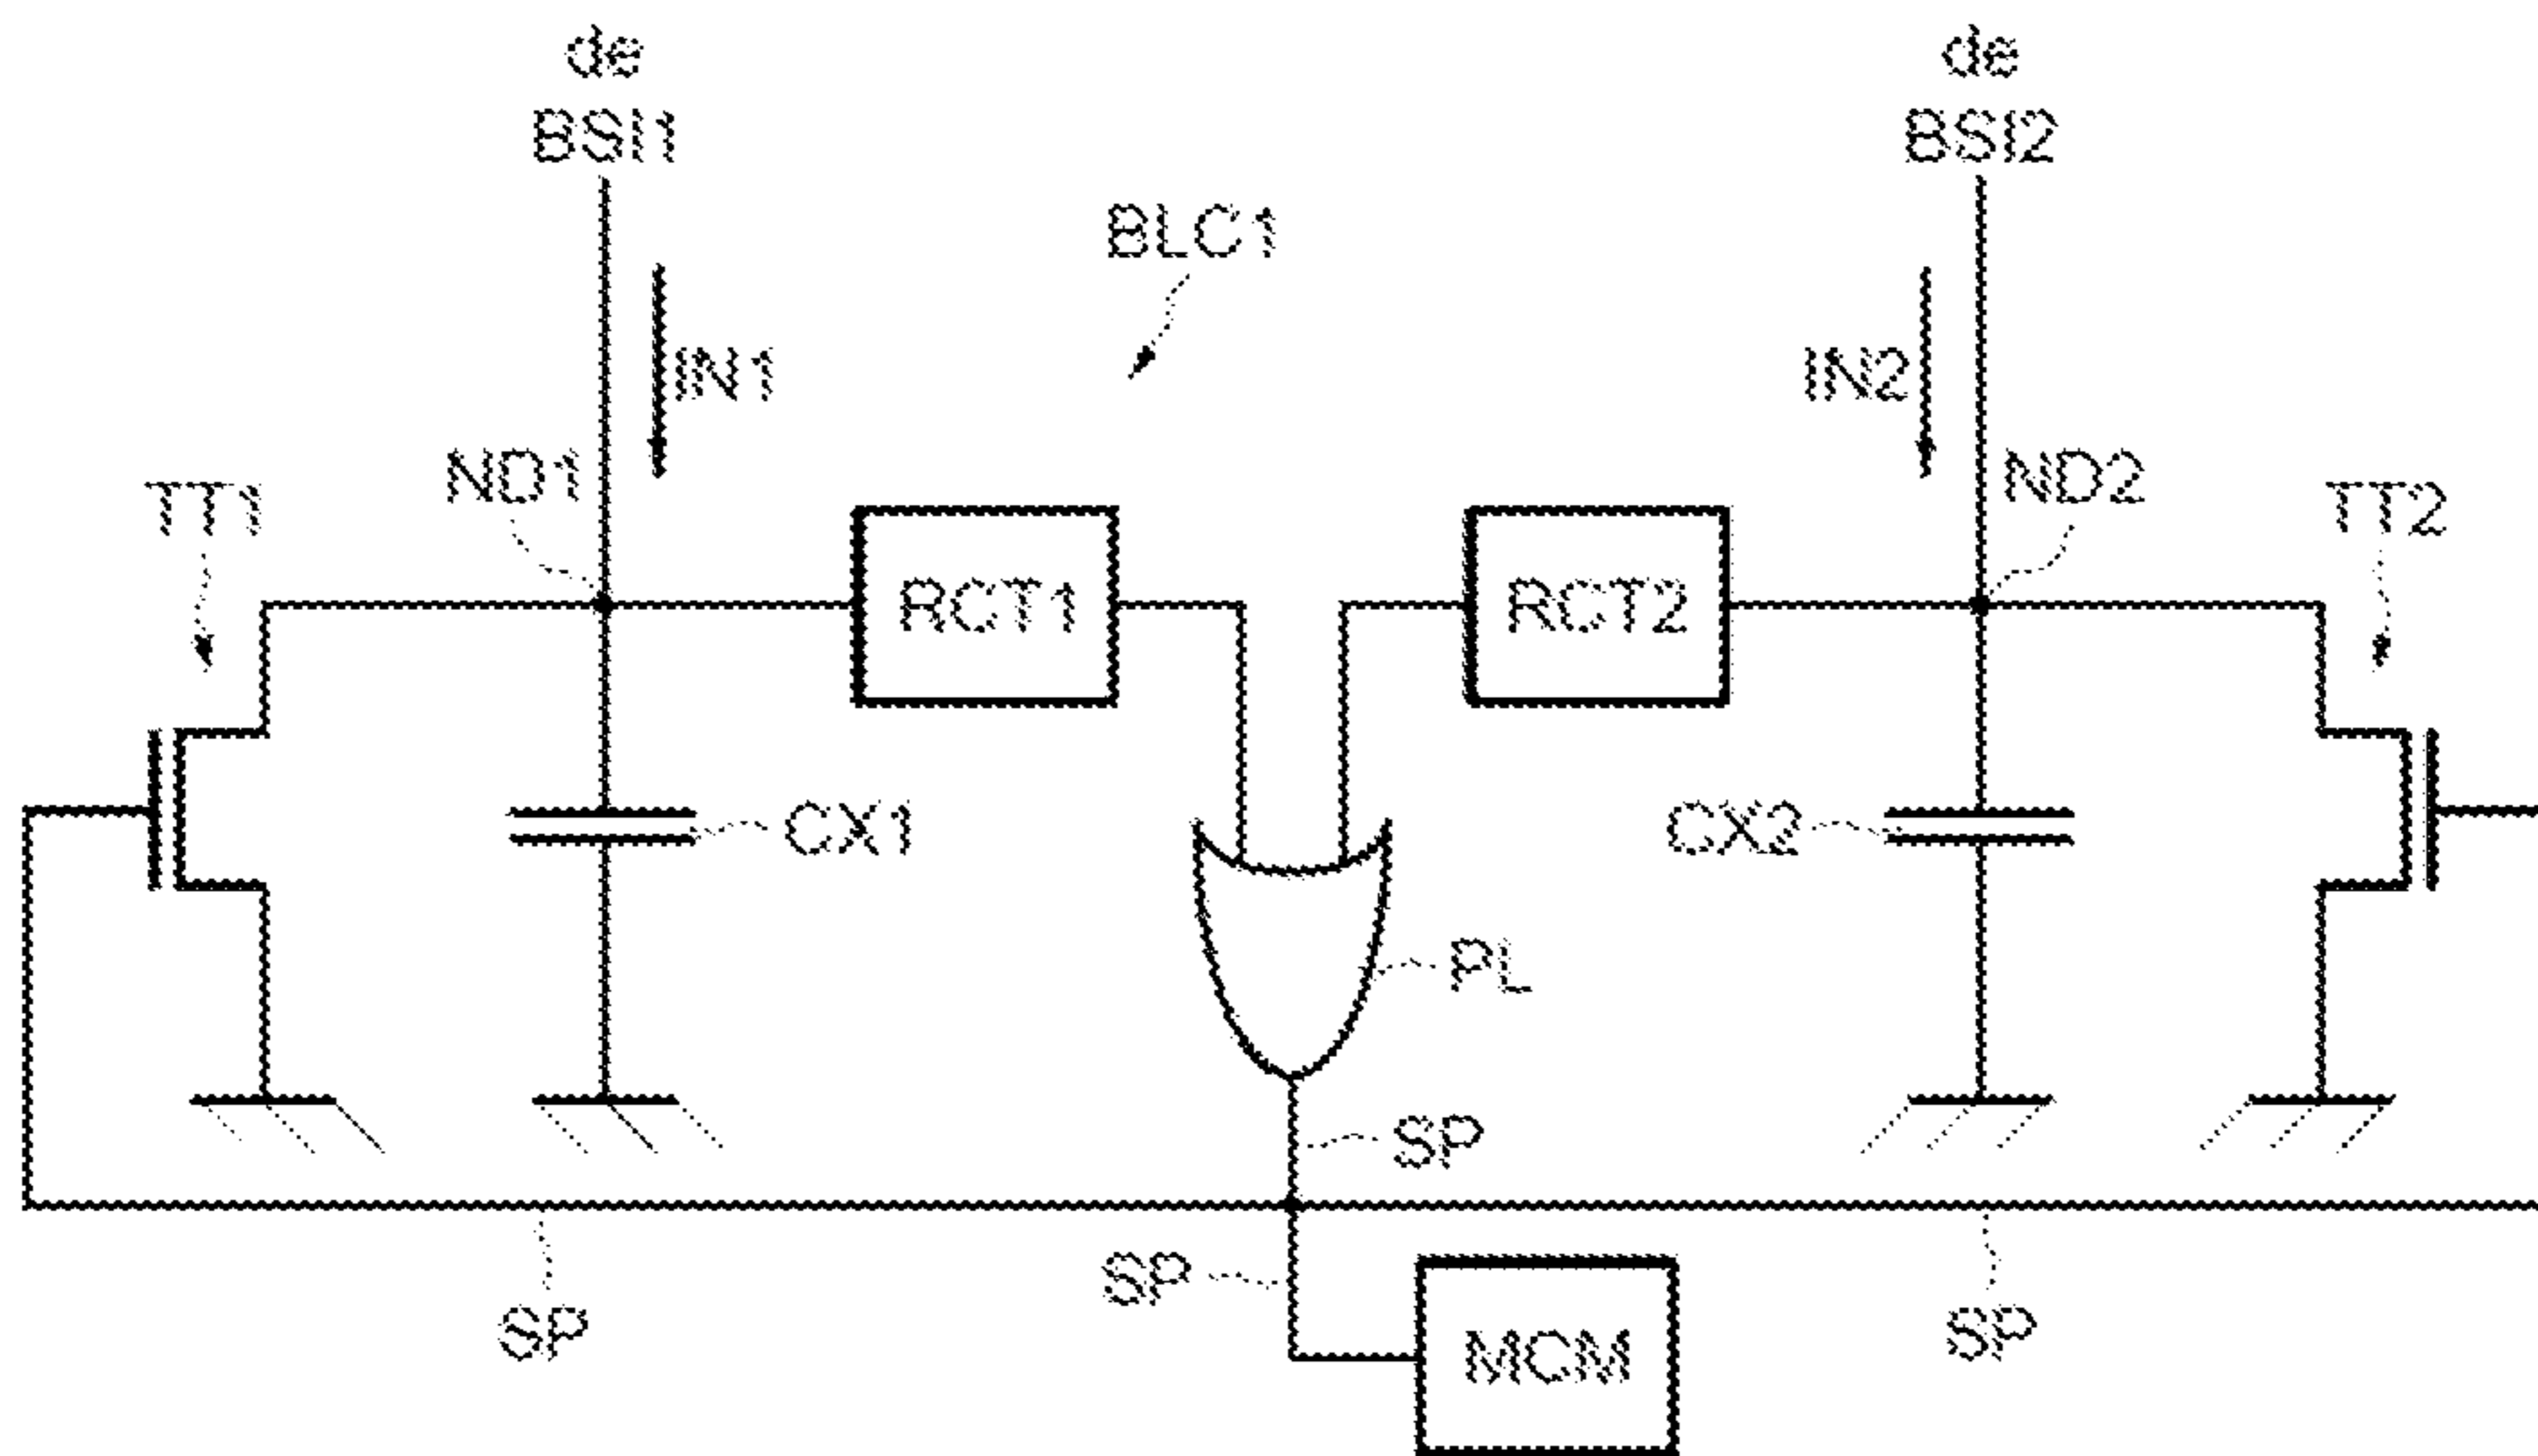 de
BSI1
de
BSI2
BLC1
IN1
IN2
ND1
ND2
TT1
TT2
RCT1
RCT2
CX1
CX2
PL
SP
SP
SP
SP
MCM